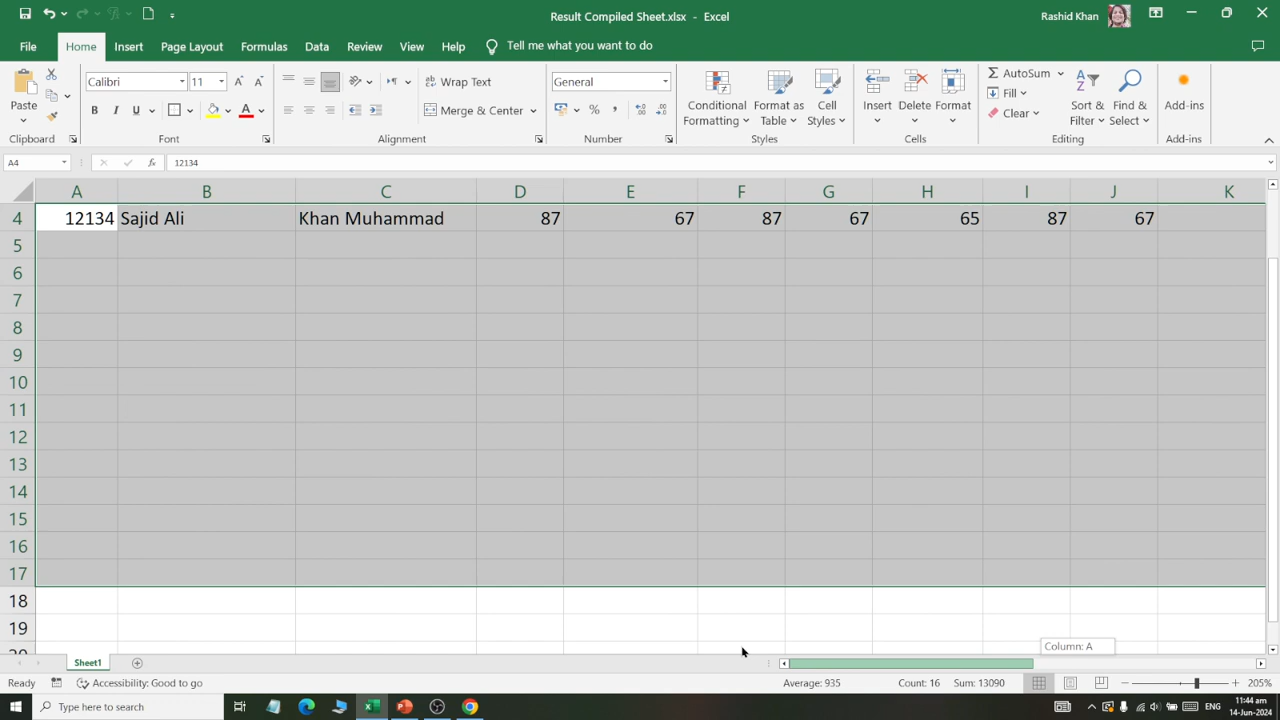 Result Compiled Sheet.xlsx - Excel
Rashid Khan
File Home Insert Page Layout Formulas Data Review View Help Tell me what you want to do
Paste
Calibri 11
B I U
Wrap Text
Merge & Center
General
Conditional Formatting
Format as Table
Cell Styles
Insert
Delete
Format
AutoSum
Fill
Clear
Sort & Filter
Find & Select
Add-ins
Clipboard Font Alignment Number Styles Cells Editing Add-ins
A4 fx 12134
A B C D E F G H I J K
4 12134 Sajid Ali Khan Muhammad 87 67 87 67 65 87 67
5
6
7
8
9
10
11
12
13
14
15
16
17
18
19
20
Column: A
Sheet1
Ready Accessibility: Good to go Average: 935 Count: 16 Sum: 13090 205%
Type here to search
ENG
11:44 am
14-Jun-2024